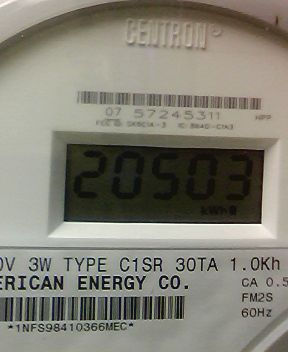 CENTRON®
07 57245311
HPP
20503
kWh
0V 3W TYPE C1SR 30TA 1.0Kh
ERICAN ENERGY CO.
CA 0.5
FM2S
60Hz
*1NFS98410366MEC*